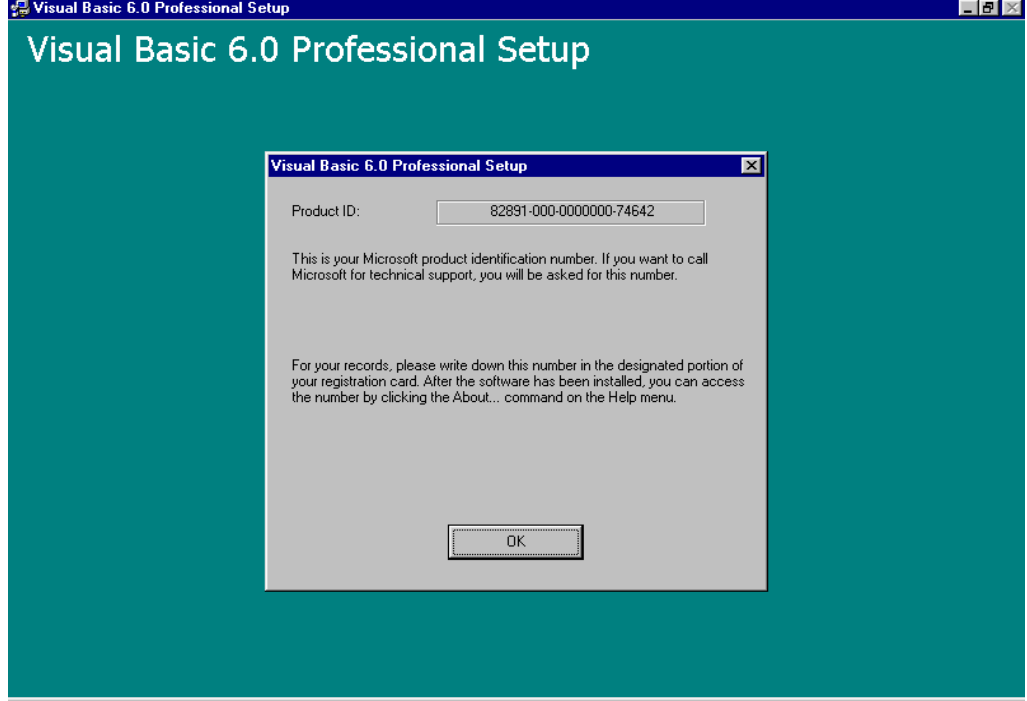 Visual Basic 6.0 Professional Setup
Visual Basic 6.0 Professional Setup
Visual Basic 6.0 Professional Setup
Product ID: 82891-000-0000000-74642
This is your Microsoft product identification number. If you want to call
Microsoft for technical support, you will be asked for this number.
For your records, please write down this number in the designated portion of
your registration card. After the software has been installed, you can access
the number by clicking the About... command on the Help menu.
OK